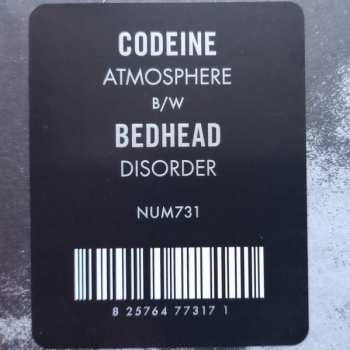 CODEINE
ATMOSPHERE
B/W
BEDHEAD
DISORDER
NUM731
8 25764 77317 1